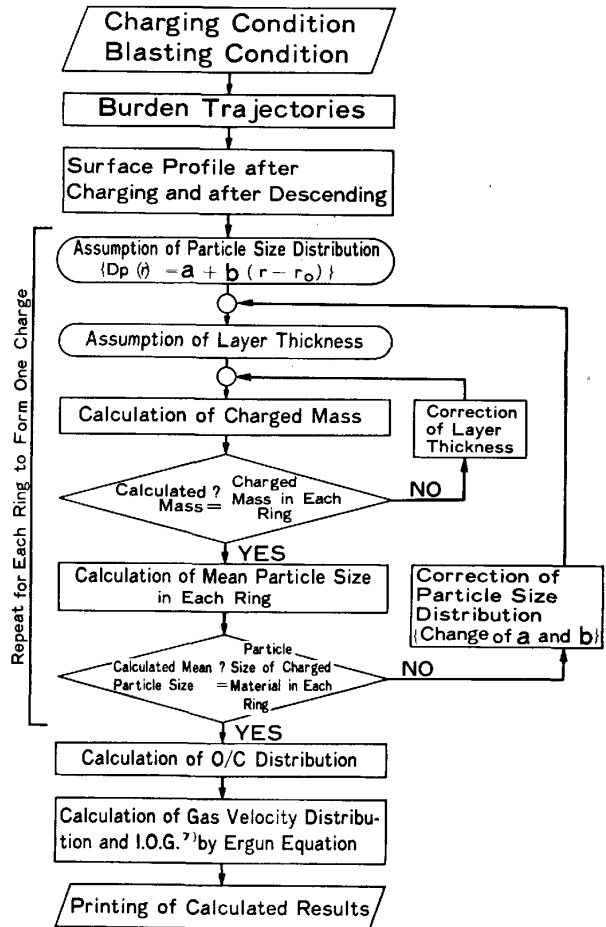 Charging Condition
Blasting Condition
Burden Trajectories
Surface Profile after
Charging and after Descending
Repeat for Each Ring to Form One Charge
Assumption of Particle Size Distribution
{Dp (r) = a + b (r − r₀)}
Assumption of Layer Thickness
Calculation of Charged Mass
Correction
of Layer
Thickness
Calculated ? Charged
Mass = Mass in Each
Ring
NO
YES
Calculation of Mean Particle Size
in Each Ring
Correction of
Particle Size
Distribution
{Change of a and b}
Particle
Calculated Mean ? Size of Charged
Particle Size = Material in Each
Ring
NO
YES
Calculation of O/C Distribution
Calculation of Gas Velocity Distribu-
tion and I.O.G.⁷⁾ by Ergun Equation
Printing of Calculated Results